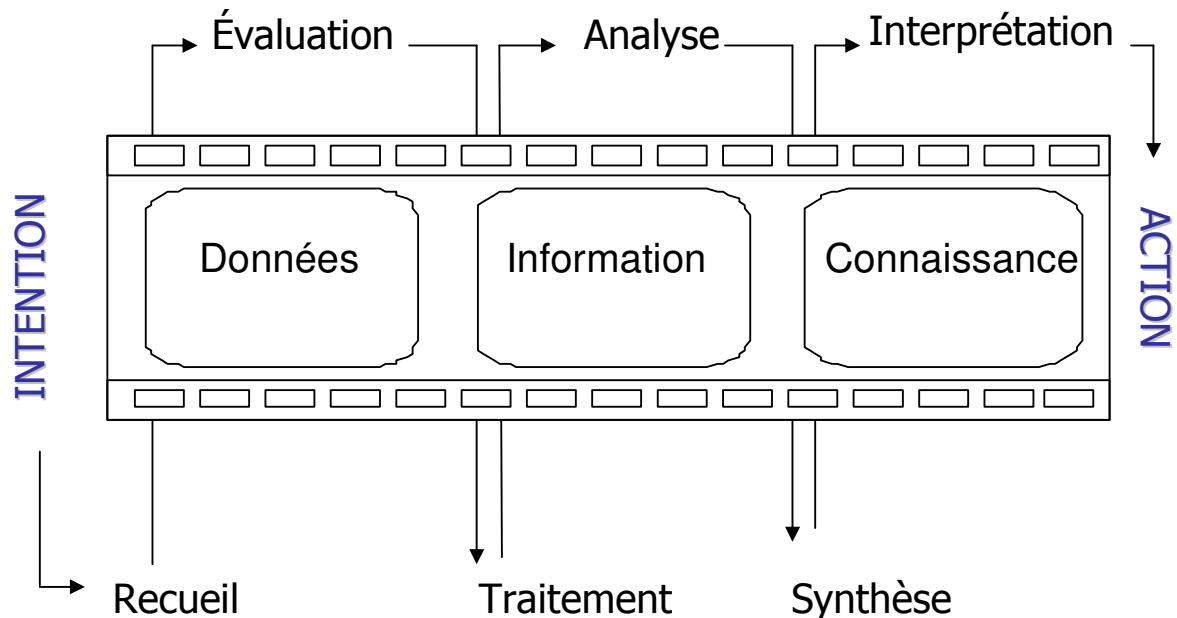 Évaluation
Analyse
Interprétation
INTENTION
Données
Information
Connaissance
ACTION
Recueil
Traitement
Synthèse